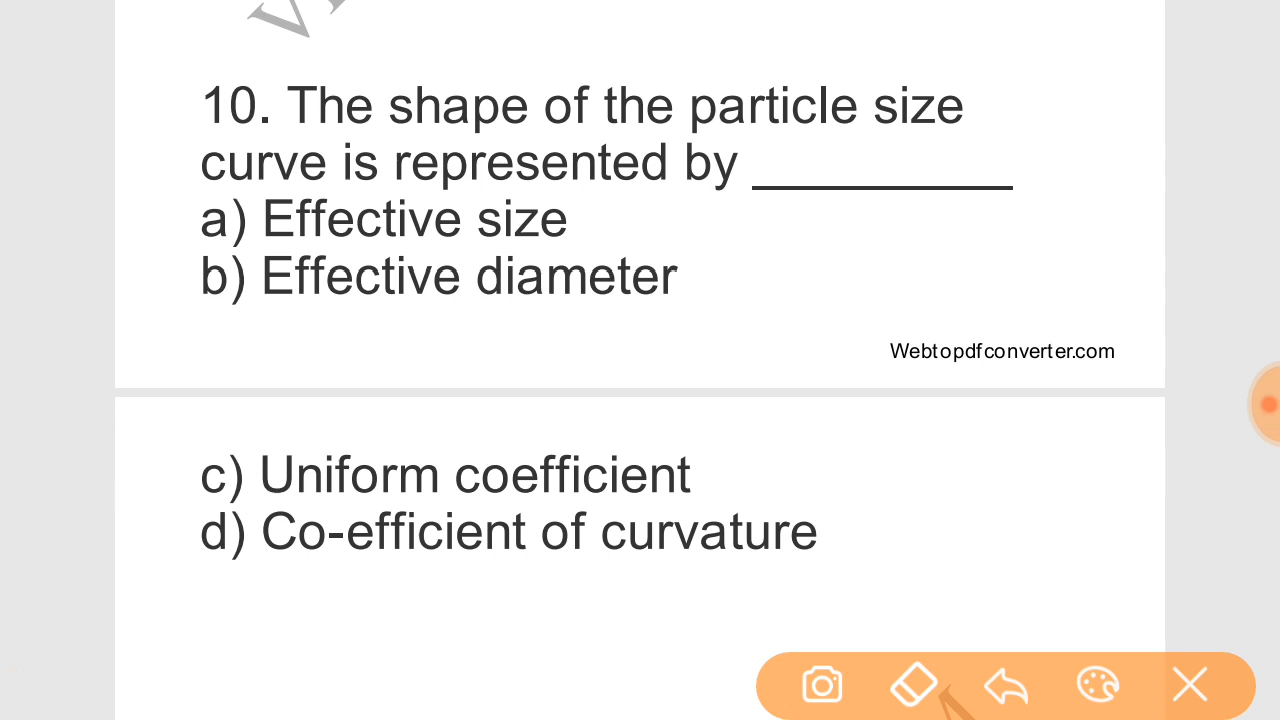 10. The shape of the particle size
curve is represented by __________
a) Effective size
b) Effective diameter
Webtopdfconverter.com
c) Uniform coefficient
d) Co-efficient of curvature